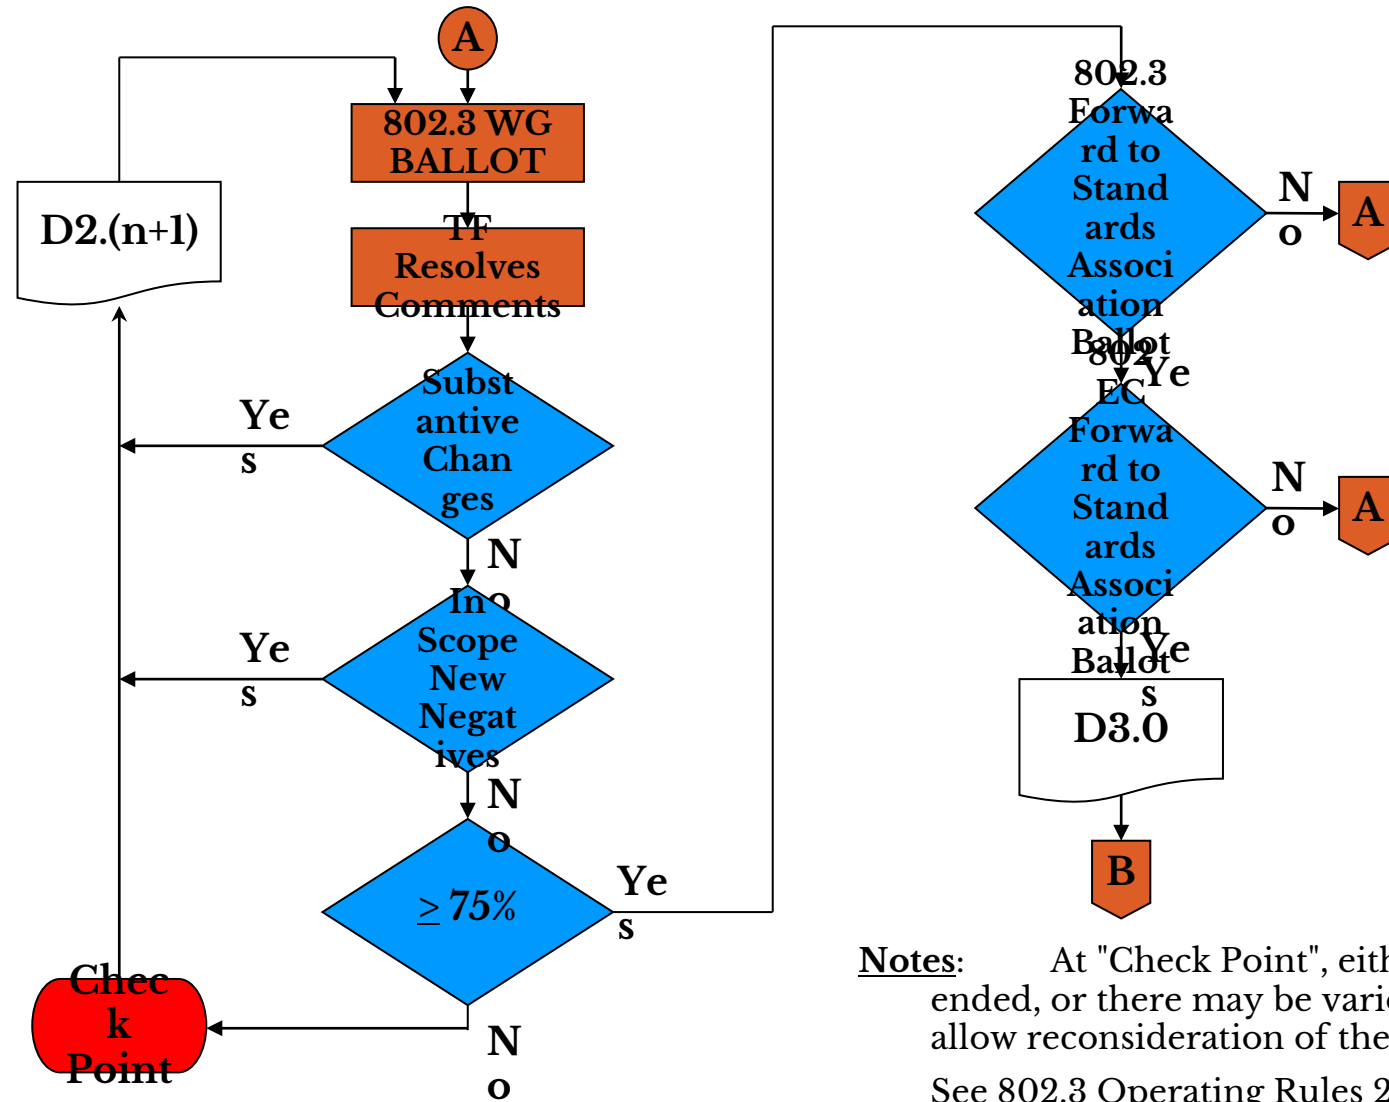 A
802.3 WG
BALLOT
D2.(n+1)
TF
Resolves
Comments
Subst
antive
Chan
ges
Ye
s
N
o
In
Scope
New
Negat
ives
Ye
s
N
o
≥ 75%
Ye
s
N
o
Chec
k
Point
802.3
Forwa
rd to
Stand
ards
Associ
ation
Ballot
N
o
A
Ye
802
EC
Forwa
rd to
Stand
ards
Associ
ation
Ballot
N
o
A
Ye
s
D3.0
B
Notes: At "Check Point", eith
ended, or there may be vario
allow reconsideration of the
See 802.3 Operating Rules 2